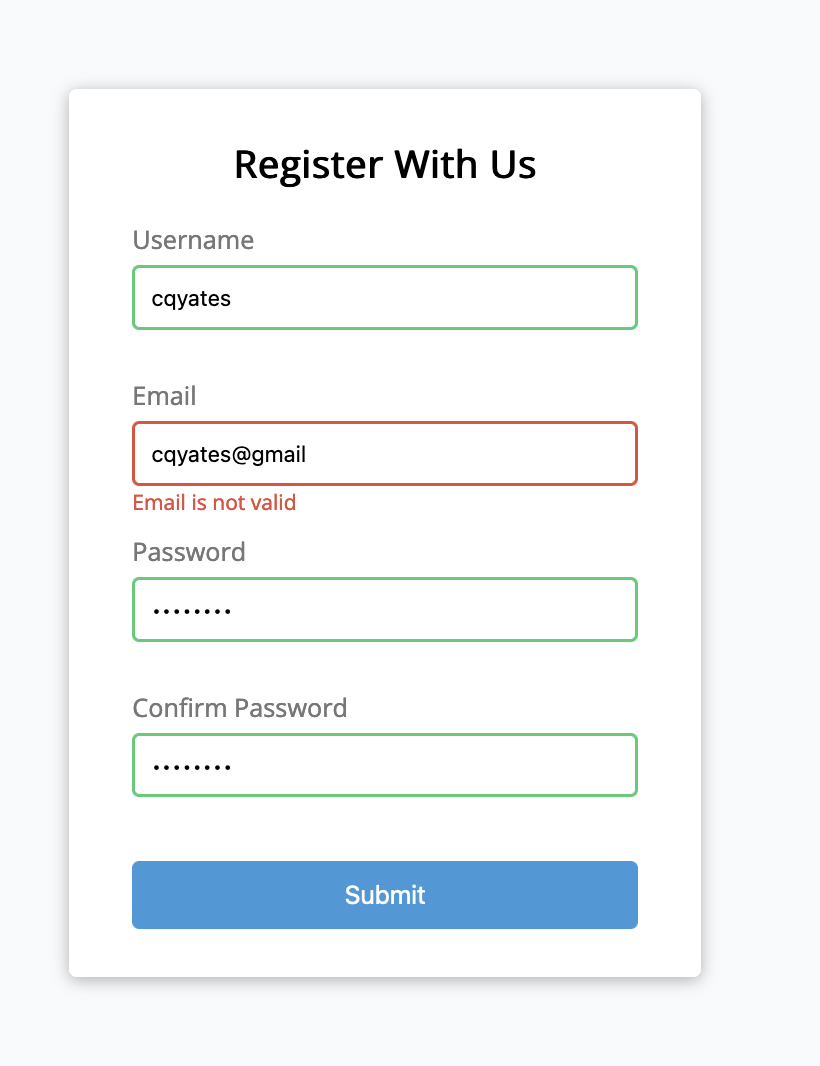 Register With Us
Username
cqyates
Email
cqyates@gmail
Email is not valid
Password
••••••••
Confirm Password
••••••••
Submit